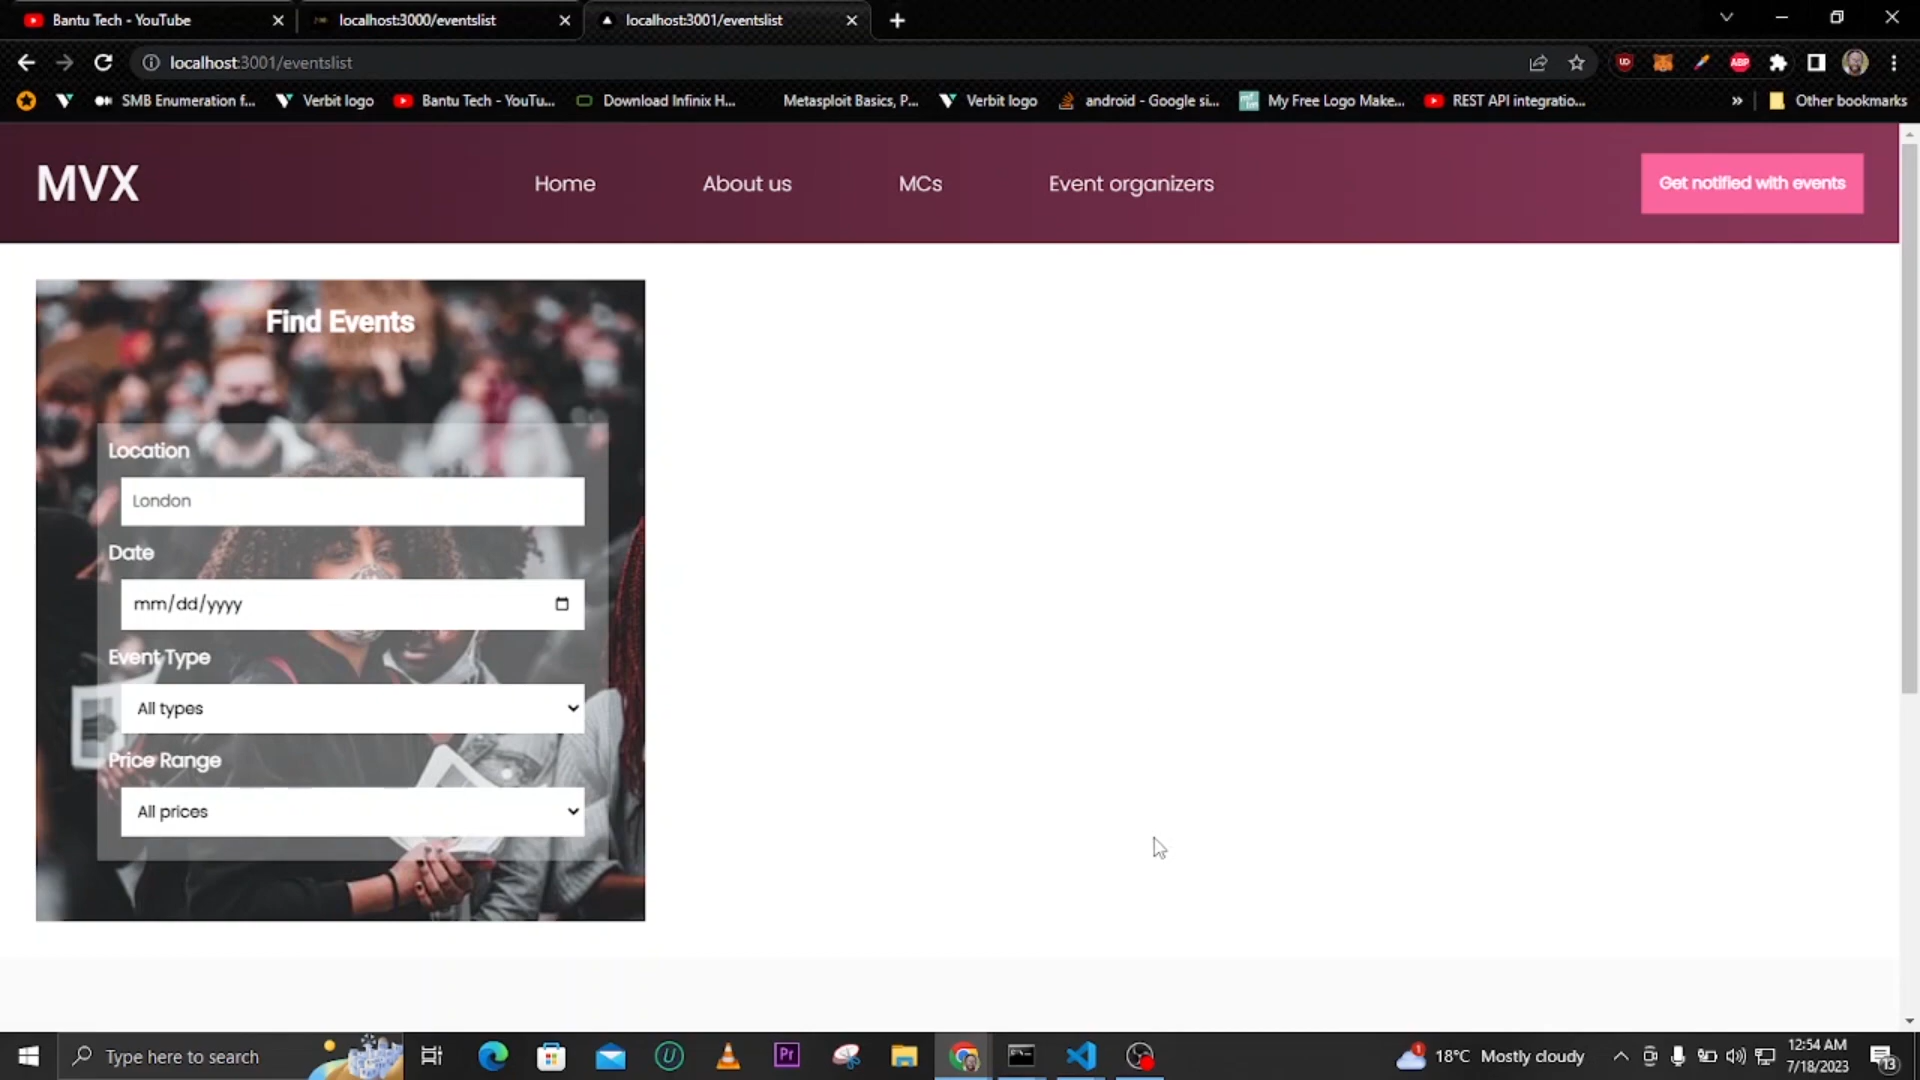 Bantu Tech - YouTube
localhost:3000/eventslist
localhost:3001/eventslist
localhost:3001/eventslist
SMB Enumeration f...
Verbit logo
Bantu Tech - YouTu...
Download Infinix H...
Metasploit Basics, P...
Verbit logo
android - Google si...
My Free Logo Make...
REST API integratio...
»
Other bookmarks
MVX
Home
About us
MCs
Event organizers
Get notified with events
Find Events
Location
London
Date
mm/dd/yyyy
Event Type
All types
Price Range
All prices
Type here to search
18°C Mostly cloudy
12:54 AM
7/18/2023
13